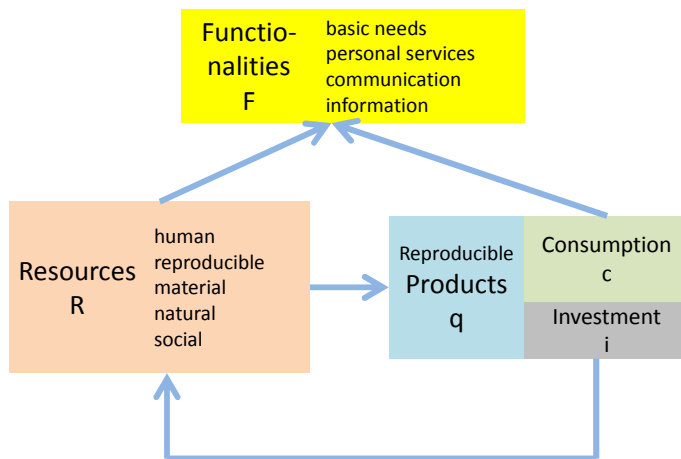 Functio-
nalities
F
basic needs
personal services
communication
information
Resources
R
human
reproducible
material
natural
social
Reproducible
Products
q
Consumption
c
Investment
i